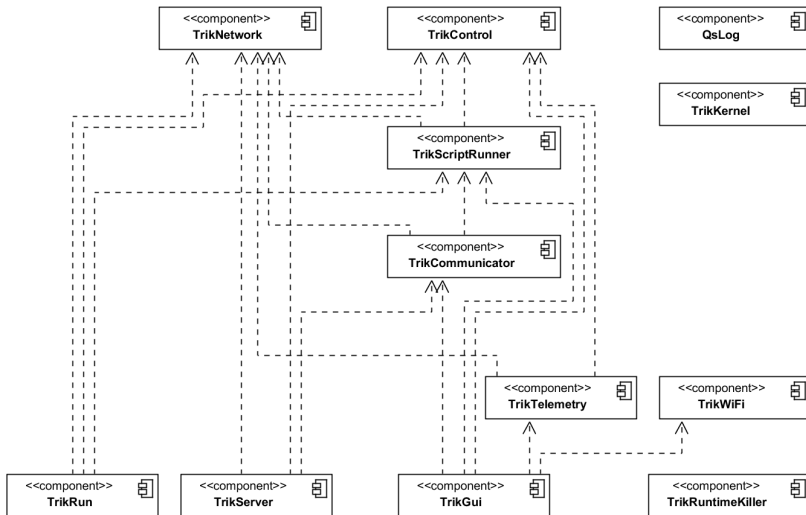 <<component>>
TrikNetwork
<<component>>
TrikControl
<<component>>
QsLog
<<component>>
TrikKernel
<<component>>
TrikScriptRunner
<<component>>
TrikCommunicator
<<component>>
TrikTelemetry
<<component>>
TrikWiFi
<<component>>
TrikRun
<<component>>
TrikServer
<<component>>
TrikGui
<<component>>
TrikRuntimeKiller